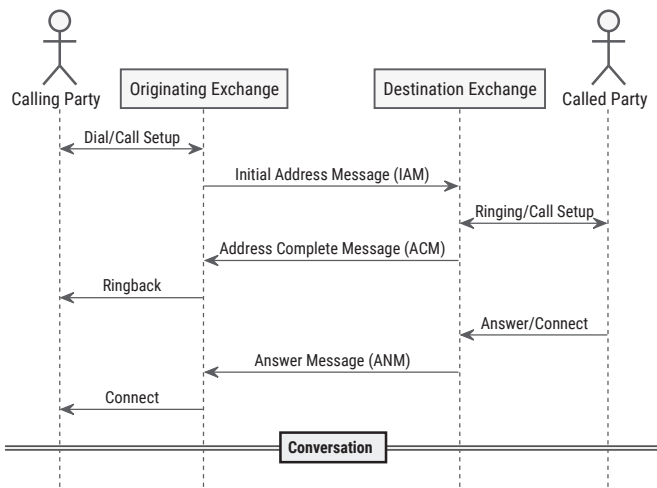 Calling Party
Originating Exchange
Destination Exchange
Called Party
Dial/Call Setup
Initial Address Message (IAM)
Ringing/Call Setup
Address Complete Message (ACM)
Ringback
Answer/Connect
Answer Message (ANM)
Connect
Conversation